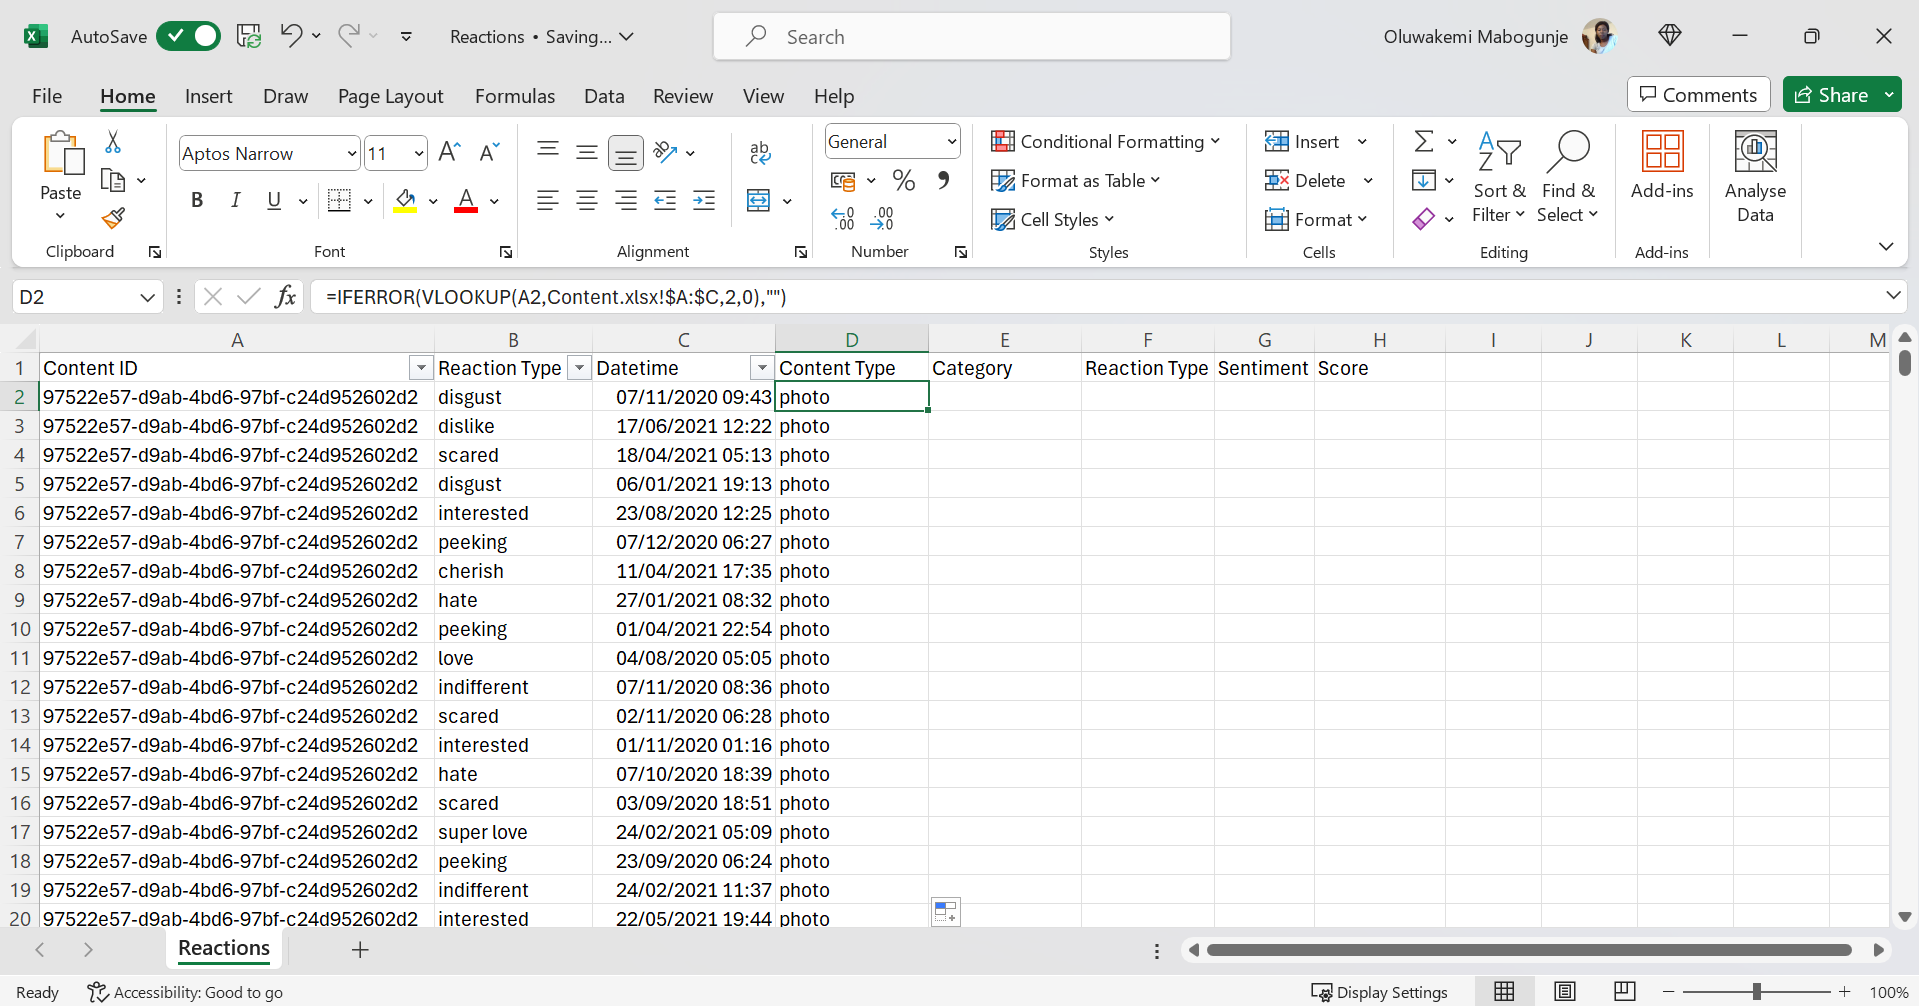 AutoSave Reactions • Saving... Search Oluwakemi Mabogunje
File Home Insert Draw Page Layout Formulas Data Review View Help Comments Share
Paste
Clipboard
Aptos Narrow 11
B I U
Font
ab
Alignment
General
% 
Number
Conditional Formatting
Format as Table
Cell Styles
Styles
Insert
Delete
Format
Cells
Sort & Filter
Find & Select
Editing
Add-ins
Add-ins
Analyse Data
D2 fx =IFERROR(VLOOKUP(A2,Content.xlsx!$A:$C,2,0),"")
A B C D E F G H I J K L M
1 Content ID Reaction Type Datetime Content Type Category Reaction Type Sentiment Score
2 97522e57-d9ab-4bd6-97bf-c24d952602d2 disgust 07/11/2020 09:43 photo
3 97522e57-d9ab-4bd6-97bf-c24d952602d2 dislike 17/06/2021 12:22 photo
4 97522e57-d9ab-4bd6-97bf-c24d952602d2 scared 18/04/2021 05:13 photo
5 97522e57-d9ab-4bd6-97bf-c24d952602d2 disgust 06/01/2021 19:13 photo
6 97522e57-d9ab-4bd6-97bf-c24d952602d2 interested 23/08/2020 12:25 photo
7 97522e57-d9ab-4bd6-97bf-c24d952602d2 peeking 07/12/2020 06:27 photo
8 97522e57-d9ab-4bd6-97bf-c24d952602d2 cherish 11/04/2021 17:35 photo
9 97522e57-d9ab-4bd6-97bf-c24d952602d2 hate 27/01/2021 08:32 photo
10 97522e57-d9ab-4bd6-97bf-c24d952602d2 peeking 01/04/2021 22:54 photo
11 97522e57-d9ab-4bd6-97bf-c24d952602d2 love 04/08/2020 05:05 photo
12 97522e57-d9ab-4bd6-97bf-c24d952602d2 indifferent 07/11/2020 08:36 photo
13 97522e57-d9ab-4bd6-97bf-c24d952602d2 scared 02/11/2020 06:28 photo
14 97522e57-d9ab-4bd6-97bf-c24d952602d2 interested 01/11/2020 01:16 photo
15 97522e57-d9ab-4bd6-97bf-c24d952602d2 hate 07/10/2020 18:39 photo
16 97522e57-d9ab-4bd6-97bf-c24d952602d2 scared 03/09/2020 18:51 photo
17 97522e57-d9ab-4bd6-97bf-c24d952602d2 super love 24/02/2021 05:09 photo
18 97522e57-d9ab-4bd6-97bf-c24d952602d2 peeking 23/09/2020 06:24 photo
19 97522e57-d9ab-4bd6-97bf-c24d952602d2 indifferent 24/02/2021 11:37 photo
20 97522e57-d9ab-4bd6-97bf-c24d952602d2 interested 22/05/2021 19:44 photo
Reactions
Ready Accessibility: Good to go Display Settings 100%